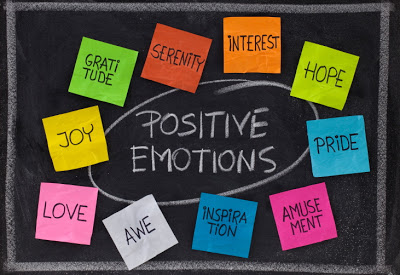 POSITIVE
EMOTIONS
GRATI
TUDE
SERENITY
iNTEREST
HOPE
PRiDE
AMUSE
MENT
iNSPiRA
TiON
AWE
LOVE
JOY